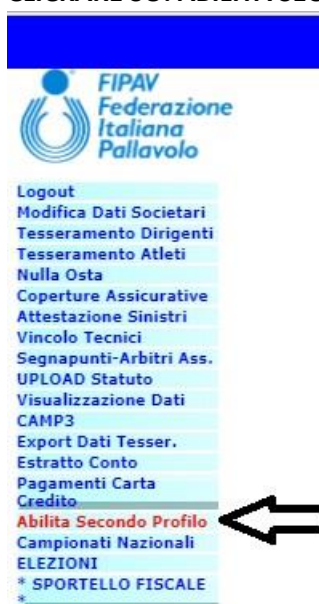 FIPAV
Federazione
Italiana
Pallavolo
Logout
Modifica Dati Societari
Tesseramento Dirigenti
Tesseramento Atleti
Nulla Osta
Coperture Assicurative
Attestazione Sinistri
Vincolo Tecnici
Segnapunti-Arbitri Ass.
UPLOAD Statuto
Visualizzazione Dati
CAMP3
Export Dati Tesser.
Estratto Conto
Pagamenti Carta
Credito
Abilita Secondo Profilo
Campionati Nazionali
ELEZIONI
* SPORTELLO FISCALE
*